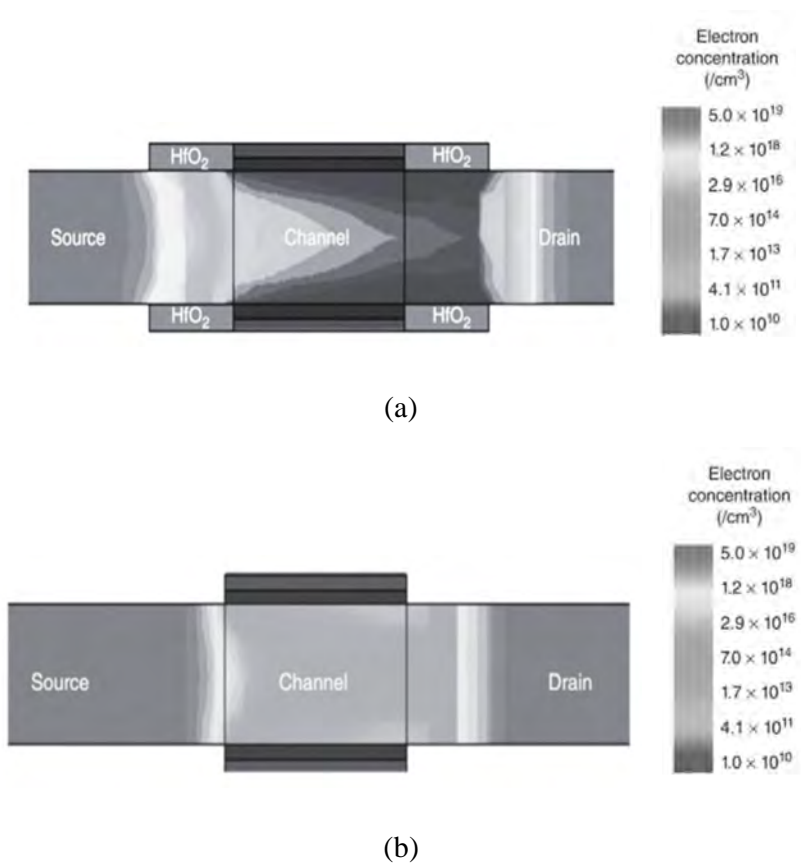 Electron
concentration
(/cm³)
5.0 × 10¹⁹
1.2 × 10¹⁸
2.9 × 10¹⁶
7.0 × 10¹⁴
1.7 × 10¹³
4.1 × 10¹¹
1.0 × 10¹⁰
HfO₂ HfO₂
Source Channel Drain
HfO₂ HfO₂
(a)
Electron
concentration
(/cm³)
5.0 × 10¹⁹
1.2 × 10¹⁸
2.9 × 10¹⁶
7.0 × 10¹⁴
1.7 × 10¹³
4.1 × 10¹¹
1.0 × 10¹⁰
Source Channel Drain
(b)